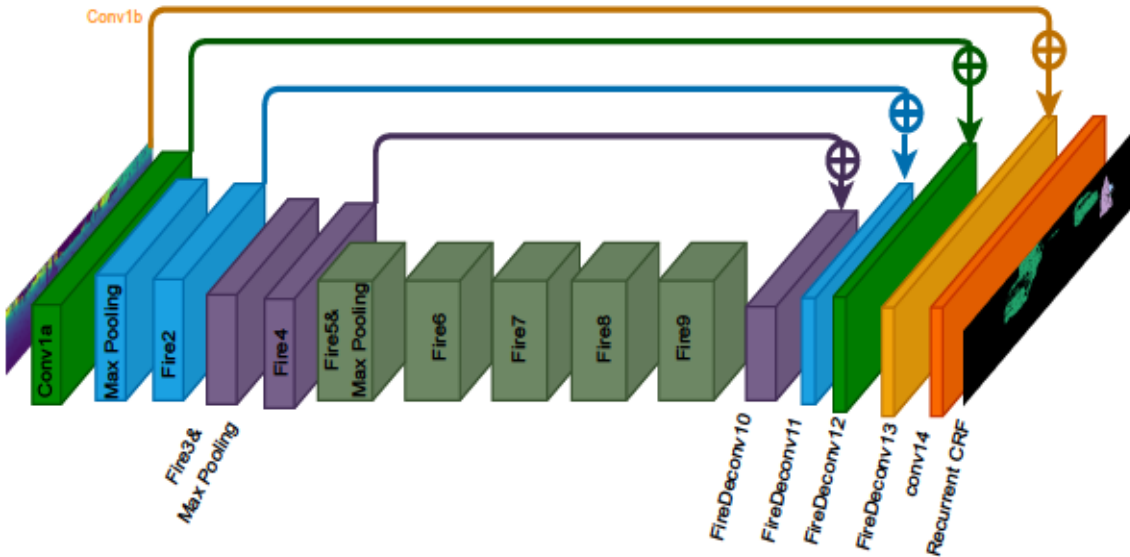 Conv1b
Conv1a
Max Pooling
Fire2
Fire3&
Max Pooling
Fire4
Fire5&
Max Pooling
Fire6
Fire7
Fire8
Fire9
FireDeconv10
FireDeconv11
FireDeconv12
FireDeconv13
conv14
Recurrent CRF